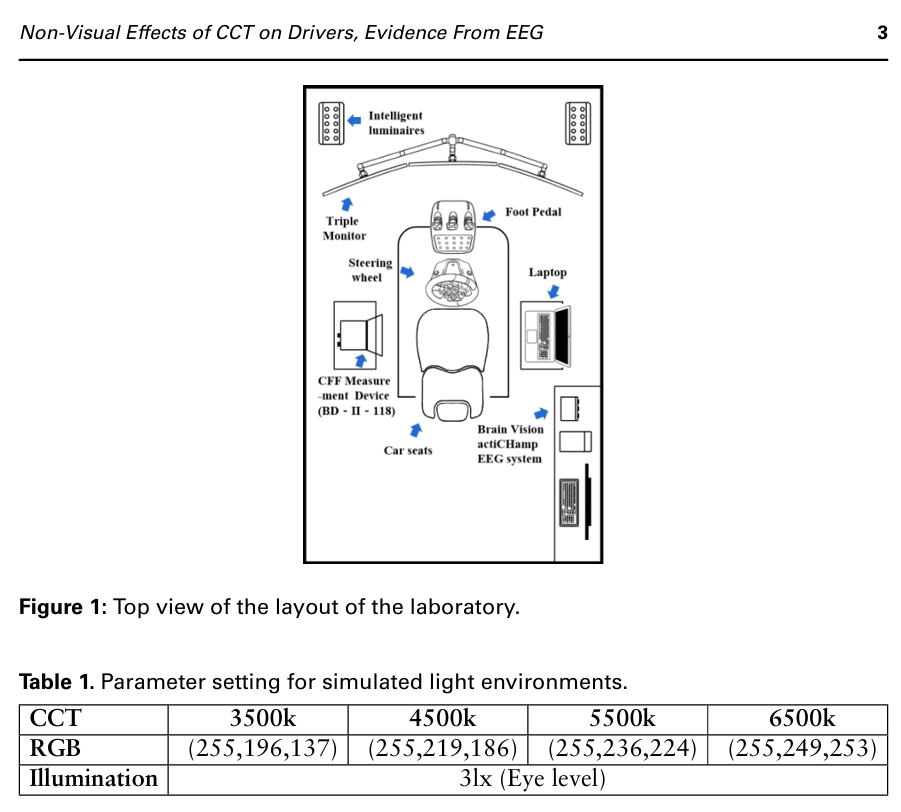 Non-Visual Effects of CCT on Drivers, Evidence From EEG 3
Intelligent
luminaires
Triple
Monitor
Foot Pedal
Steering
wheel
Laptop
CFF Measure
-ment Device
(BD - II - 118)
Car seats
Brain Vision
actiCHamp
EEG system
Figure 1: Top view of the layout of the laboratory.
Table 1. Parameter setting for simulated light environments.
CCT 3500k 4500k 5500k 6500k
RGB (255,196,137) (255,219,186) (255,236,224) (255,249,253)
Illumination 3lx (Eye level)